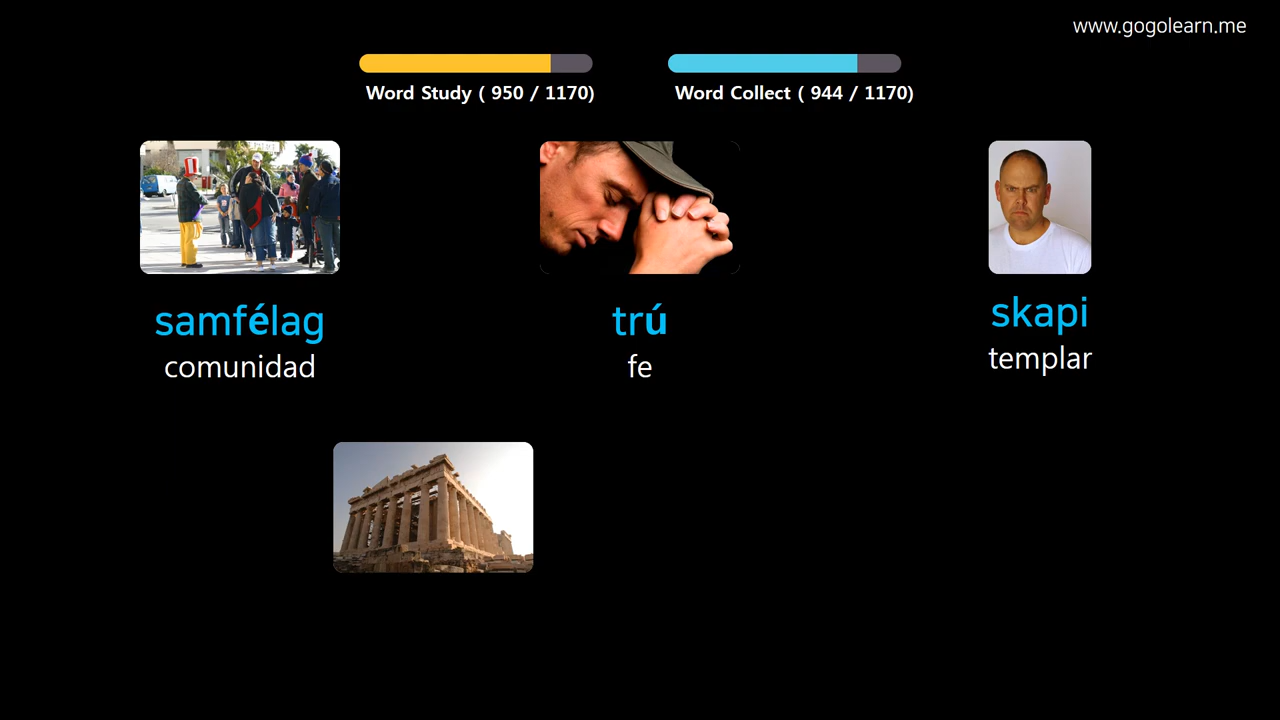 www.gogolearn.me
Word Study ( 950 / 1170)
Word Collect ( 944 / 1170)
samfélag
comunidad
trú
fe
skapi
templar